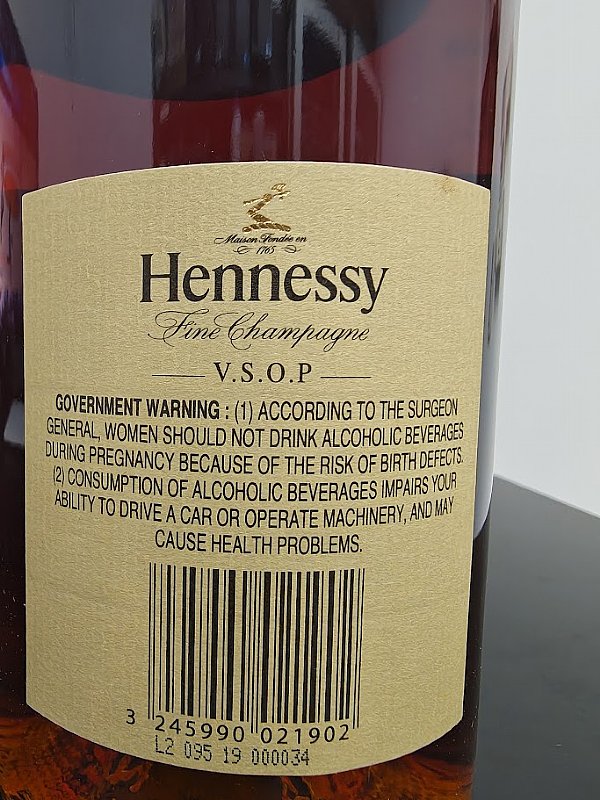 Maison Fondée en
1765
Hennessy
Fine Champagne
V.S.O.P
GOVERNMENT WARNING : (1) ACCORDING TO THE SURGEON
GENERAL, WOMEN SHOULD NOT DRINK ALCOHOLIC BEVERAGES
DURING PREGNANCY BECAUSE OF THE RISK OF BIRTH DEFECTS.
(2) CONSUMPTION OF ALCOHOLIC BEVERAGES IMPAIRS YOUR
ABILITY TO DRIVE A CAR OR OPERATE MACHINERY, AND MAY
CAUSE HEALTH PROBLEMS.
3 245990 021902
L2 095 19 000034